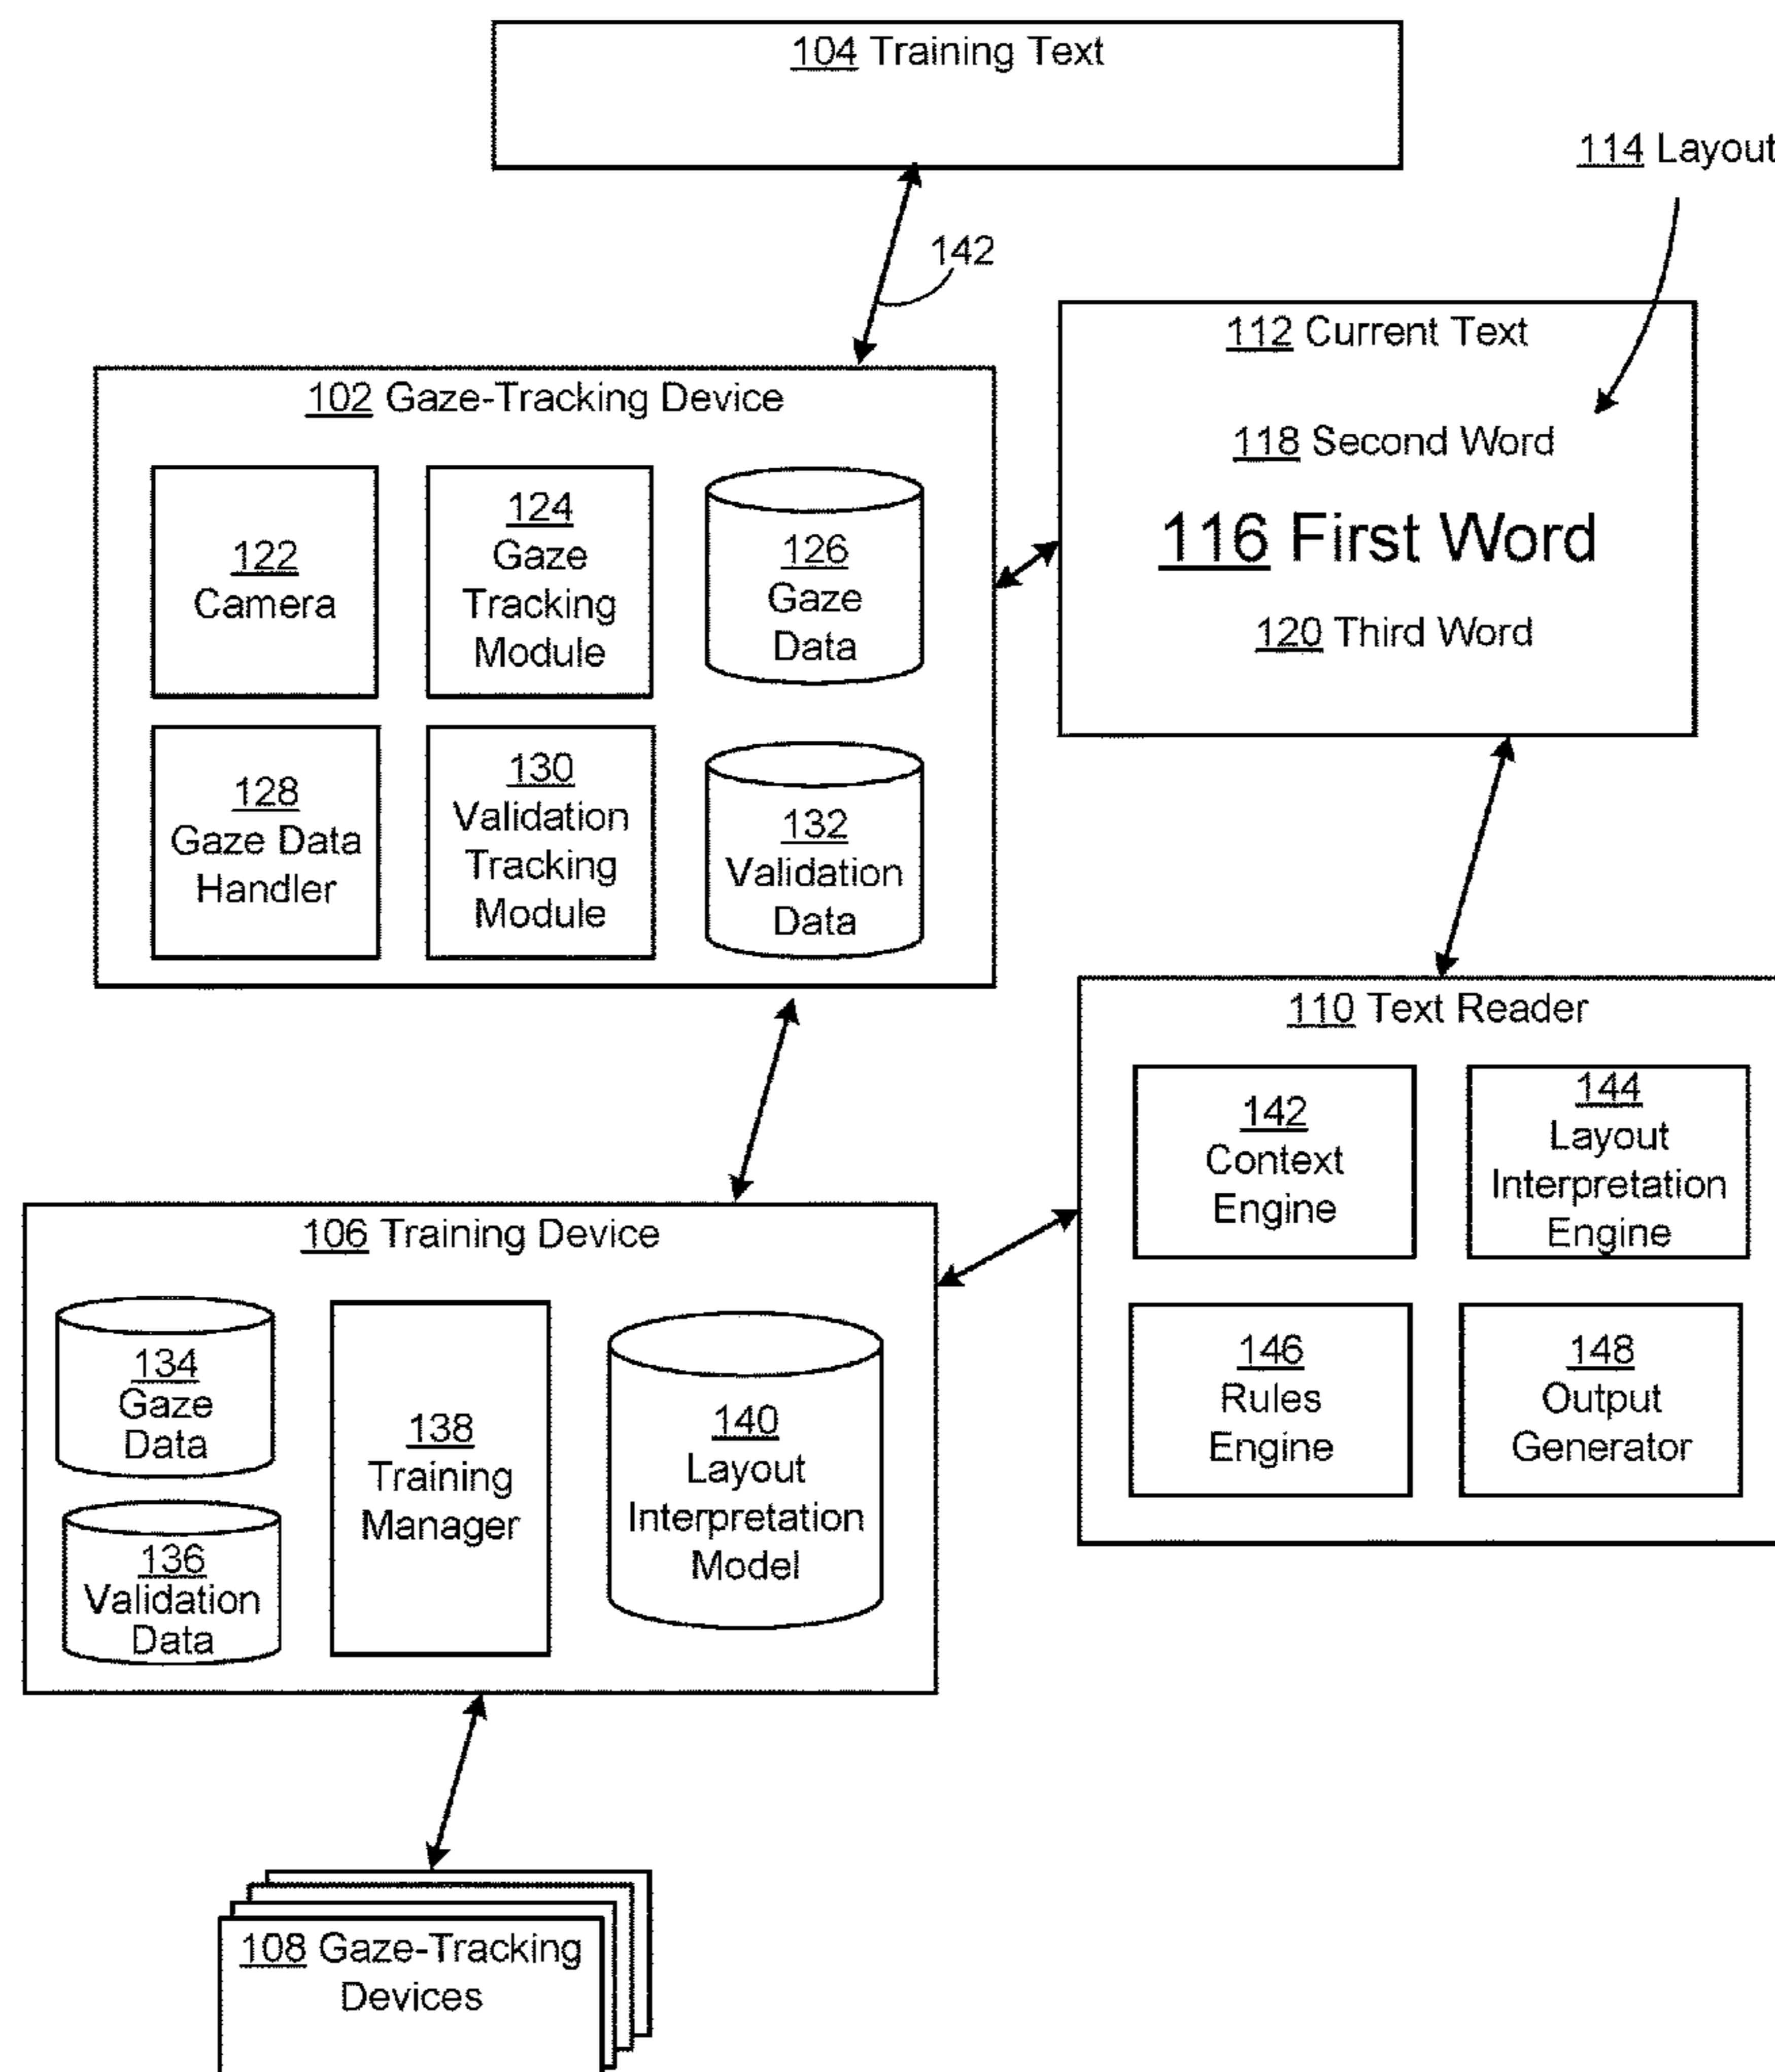 104 Training Text
114 Layout
142
112 Current Text
118 Second Word
116 First Word
120 Third Word
102 Gaze-Tracking Device
122
Camera
124
Gaze
Tracking
Module
126
Gaze
Data
128
Gaze Data
Handler
130
Validation
Tracking
Module
132
Validation
Data
110 Text Reader
142
Context
Engine
144
Layout
Interpretation
Engine
146
Rules
Engine
148
Output
Generator
106 Training Device
134
Gaze
Data
136
Validation
Data
138
Training
Manager
140
Layout
Interpretation
Model
108 Gaze-Tracking
Devices